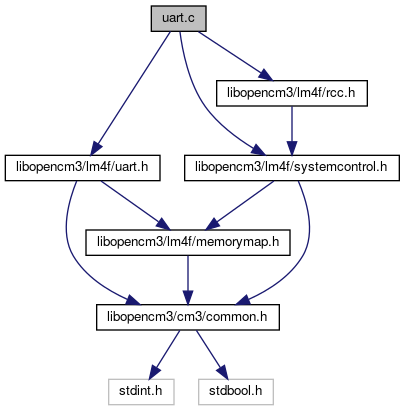 uart.c
libopencm3/lm4f/rcc.h
libopencm3/lm4f/uart.h
libopencm3/lm4f/systemcontrol.h
libopencm3/lm4f/memorymap.h
libopencm3/cm3/common.h
stdint.h
stdbool.h